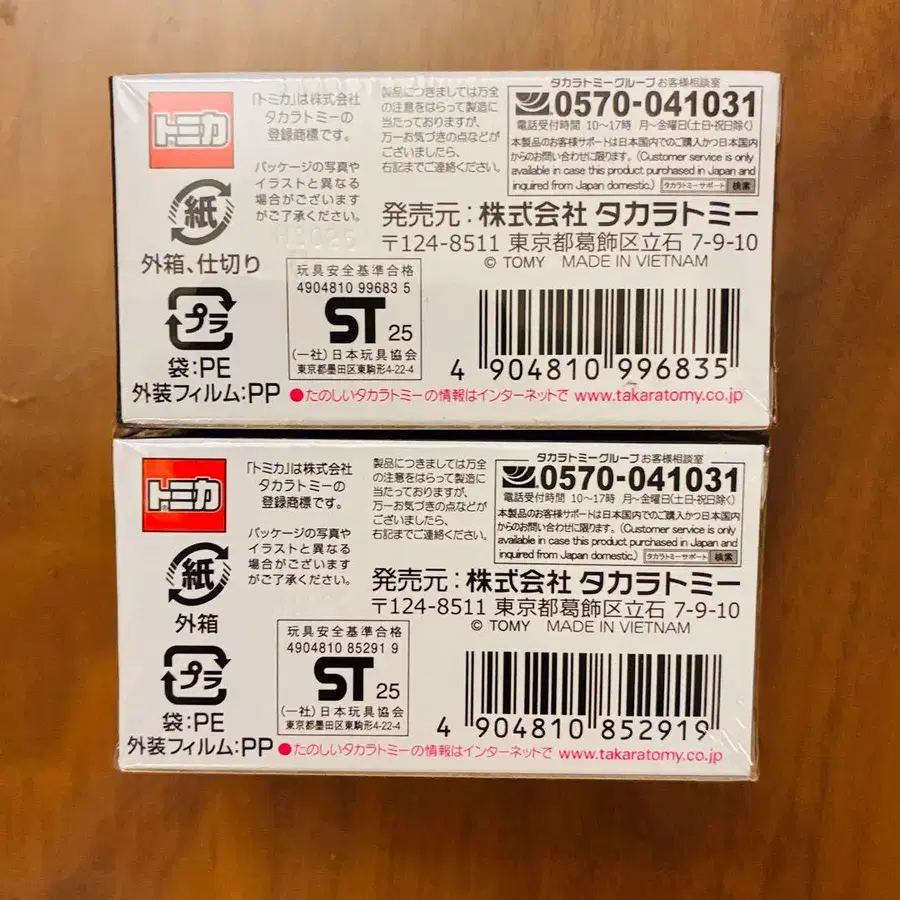 トミカ
「トミカ」は株式会社
タカラトミーの
登録商標です。
パッケージの写真や
イラストと異なる
場合がございます
がご了承ください。
製品につきましては万全
の注意をはらって製造に
当たっておりますが、
万一お気づきの点などが
ございましたら、
右記までご連絡ください。
タカラトミーグループ お客様相談室
0570-041031
電話受付時間 10〜17時 月〜金曜日(土日・祝日除く)
本製品のお客様サポートは日本国内でのご購入かつ日本国内
からのお問い合わせに限ります。(Customer service is only
available in case this product purchased in Japan and
inquired from Japan domestic.) タカラトミーサポート 検索
発売元：株式会社 タカラトミー
〒124-8511 東京都葛飾区立石 7-9-10
© TOMY MADE IN VIETNAM
紙
外箱、仕切り
プラ
袋：PE
外装フィルム：PP
玩具安全基準合格
4904810 99683 5
ST 25
(一社)日本玩具協会
東京都墨田区東駒形4-22-4
4 904810 996835
●たのしいタカラトミーの情報はインターネットで www.takaratomy.co.jp
トミカ
「トミカ」は株式会社
タカラトミーの
登録商標です。
パッケージの写真や
イラストと異なる
場合がございます
がご了承ください。
製品につきましては万全
の注意をはらって製造に
当たっておりますが、
万一お気づきの点などが
ございましたら、
右記までご連絡ください。
タカラトミーグループ お客様相談室
0570-041031
電話受付時間 10〜17時 月〜金曜日(土日・祝日除く)
本製品のお客様サポートは日本国内でのご購入かつ日本国内
からのお問い合わせに限ります。(Customer service is only
available in case this product purchased in Japan and
inquired from Japan domestic.) タカラトミーサポート 検索
発売元：株式会社 タカラトミー
〒124-8511 東京都葛飾区立石 7-9-10
© TOMY MADE IN VIETNAM
紙
外箱
プラ
袋：PE
外装フィルム：PP
玩具安全基準合格
4904810 85291 9
ST 25
(一社)日本玩具協会
東京都墨田区東駒形4-22-4
4 904810 852919
●たのしいタカラトミーの情報はインターネットで www.takaratomy.co.jp